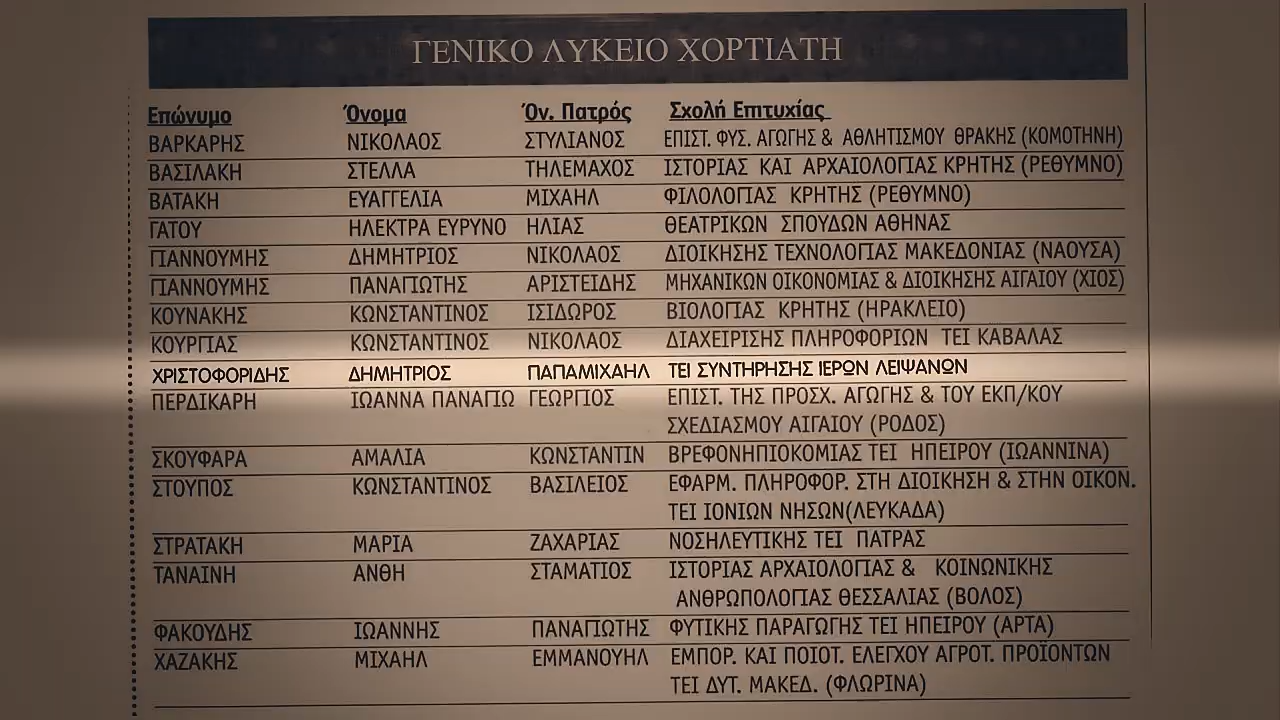 ΓΕΝΙΚΟ ΛΥΚΕΙΟ ΧΟΡΤΙΑΤΗ
Επώνυμο Όνομα Όν. Πατρός Σχολή Επιτυχίας
ΒΑΡΚΑΡΗΣ ΝΙΚΟΛΑΟΣ ΣΤΥΛΙΑΝΟΣ ΕΠΙΣΤ. ΦΥΣ. ΑΓΩΓΗΣ & ΑΘΛΗΤΙΣΜΟΥ ΘΡΑΚΗΣ (ΚΟΜΟΤΗΝΗ)
ΒΑΣΙΛΑΚΗ ΣΤΕΛΛΑ ΤΗΛΕΜΑΧΟΣ ΙΣΤΟΡΙΑΣ ΚΑΙ ΑΡΧΑΙΟΛΟΓΙΑΣ ΚΡΗΤΗΣ (ΡΕΘΥΜΝΟ)
ΒΑΤΑΚΗ ΕΥΑΓΓΕΛΙΑ ΜΙΧΑΗΛ ΦΙΛΟΛΟΓΙΑΣ ΚΡΗΤΗΣ (ΡΕΘΥΜΝΟ)
ΓΑΤΟΥ ΗΛΕΚΤΡΑ ΕΥΡΥΝΟ ΗΛΙΑΣ ΘΕΑΤΡΙΚΩΝ ΣΠΟΥΔΩΝ ΑΘΗΝΑΣ
ΓΙΑΝΝΟΥΜΗΣ ΔΗΜΗΤΡΙΟΣ ΝΙΚΟΛΑΟΣ ΔΙΟΙΚΗΣΗΣ ΤΕΧΝΟΛΟΓΙΑΣ ΜΑΚΕΔΟΝΙΑΣ (ΝΑΟΥΣΑ)
ΓΙΑΝΝΟΥΜΗΣ ΠΑΝΑΓΙΩΤΗΣ ΑΡΙΣΤΕΙΔΗΣ ΜΗΧΑΝΙΚΩΝ ΟΙΚΟΝΟΜΙΑΣ & ΔΙΟΙΚΗΣΗΣ ΑΙΓΑΙΟΥ (ΧΙΟΣ)
ΚΟΥΝΑΚΗΣ ΚΩΝΣΤΑΝΤΙΝΟΣ ΙΣΙΔΩΡΟΣ ΒΙΟΛΟΓΙΑΣ ΚΡΗΤΗΣ (ΗΡΑΚΛΕΙΟ)
ΚΟΥΡΓΙΑΣ ΚΩΝΣΤΑΝΤΙΝΟΣ ΝΙΚΟΛΑΟΣ ΔΙΑΧΕΙΡΙΣΗΣ ΠΛΗΡΟΦΟΡΙΩΝ ΤΕΙ ΚΑΒΑΛΑΣ
ΧΡΙΣΤΟΦΟΡΙΔΗΣ ΔΗΜΗΤΡΙΟΣ ΠΑΠΑΜΙΧΑΗΛ ΤΕΙ ΣΥΝΤΗΡΗΣΗΣ ΙΕΡΩΝ ΛΕΙΨΑΝΩΝ
ΠΕΡΔΙΚΑΡΗ ΙΩΑΝΝΑ ΠΑΝΑΓΙΩ ΓΕΩΡΓΙΟΣ ΕΠΙΣΤ. ΤΗΣ ΠΡΟΣΧ. ΑΓΩΓΗΣ & ΤΟΥ ΕΚΠ/ΚΟΥ
ΣΧΕΔΙΑΣΜΟΥ ΑΙΓΑΙΟΥ (ΡΟΔΟΣ)
ΣΚΟΥΦΑΡΑ ΑΜΑΛΙΑ ΚΩΝΣΤΑΝΤΙΝ ΒΡΕΦΟΝΗΠΙΟΚΟΜΙΑΣ ΤΕΙ ΗΠΕΙΡΟΥ (ΙΩΑΝΝΙΝΑ)
ΣΤΟΥΠΟΣ ΚΩΝΣΤΑΝΤΙΝΟΣ ΒΑΣΙΛΕΙΟΣ ΕΦΑΡΜ. ΠΛΗΡΟΦΟΡ. ΣΤΗ ΔΙΟΙΚΗΣΗ & ΣΤΗΝ ΟΙΚΟΝ.
ΤΕΙ ΙΟΝΙΩΝ ΝΗΣΩΝ(ΛΕΥΚΑΔΑ)
ΣΤΡΑΤΑΚΗ ΜΑΡΙΑ ΖΑΧΑΡΙΑΣ ΝΟΣΗΛΕΥΤΙΚΗΣ ΤΕΙ ΠΑΤΡΑΣ
ΤΑΝΑΙΝΗ ΑΝΘΗ ΣΤΑΜΑΤΙΟΣ ΙΣΤΟΡΙΑΣ ΑΡΧΑΙΟΛΟΓΙΑΣ & ΚΟΙΝΩΝΙΚΗΣ
ΑΝΘΡΩΠΟΛΟΓΙΑΣ ΘΕΣΣΑΛΙΑΣ (ΒΟΛΟΣ)
ΦΑΚΟΥΔΗΣ ΙΩΑΝΝΗΣ ΠΑΝΑΓΙΩΤΗΣ ΦΥΤΙΚΗΣ ΠΑΡΑΓΩΓΗΣ ΤΕΙ ΗΠΕΙΡΟΥ (ΑΡΤΑ)
ΧΑΖΑΚΗΣ ΜΙΧΑΗΛ ΕΜΜΑΝΟΥΗΛ ΕΜΠΟΡ. ΚΑΙ ΠΟΙΟΤ. ΕΛΕΓΧΟΥ ΑΓΡΟΤ. ΠΡΟΪΟΝΤΩΝ
ΤΕΙ ΔΥΤ. ΜΑΚΕΔ. (ΦΛΩΡΙΝΑ)